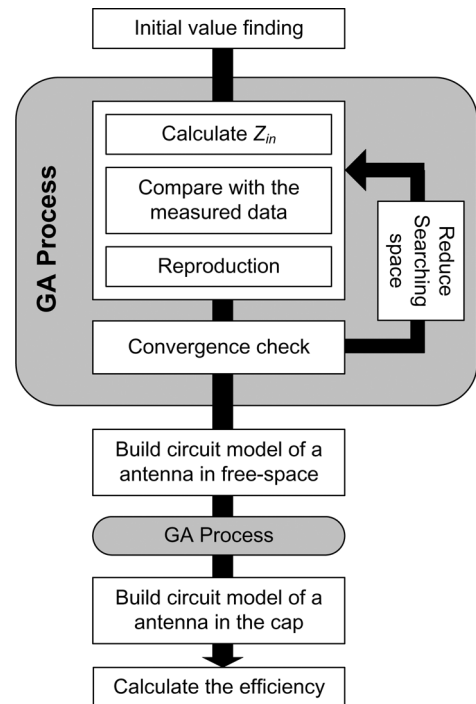 Initial value finding
GA Process
Calculate Z_in
Compare with the
measured data
Reproduction
Reduce
Searching
space
Convergence check
Build circuit model of a
antenna in free-space
GA Process
Build circuit model of a
antenna in the cap
Calculate the efficiency